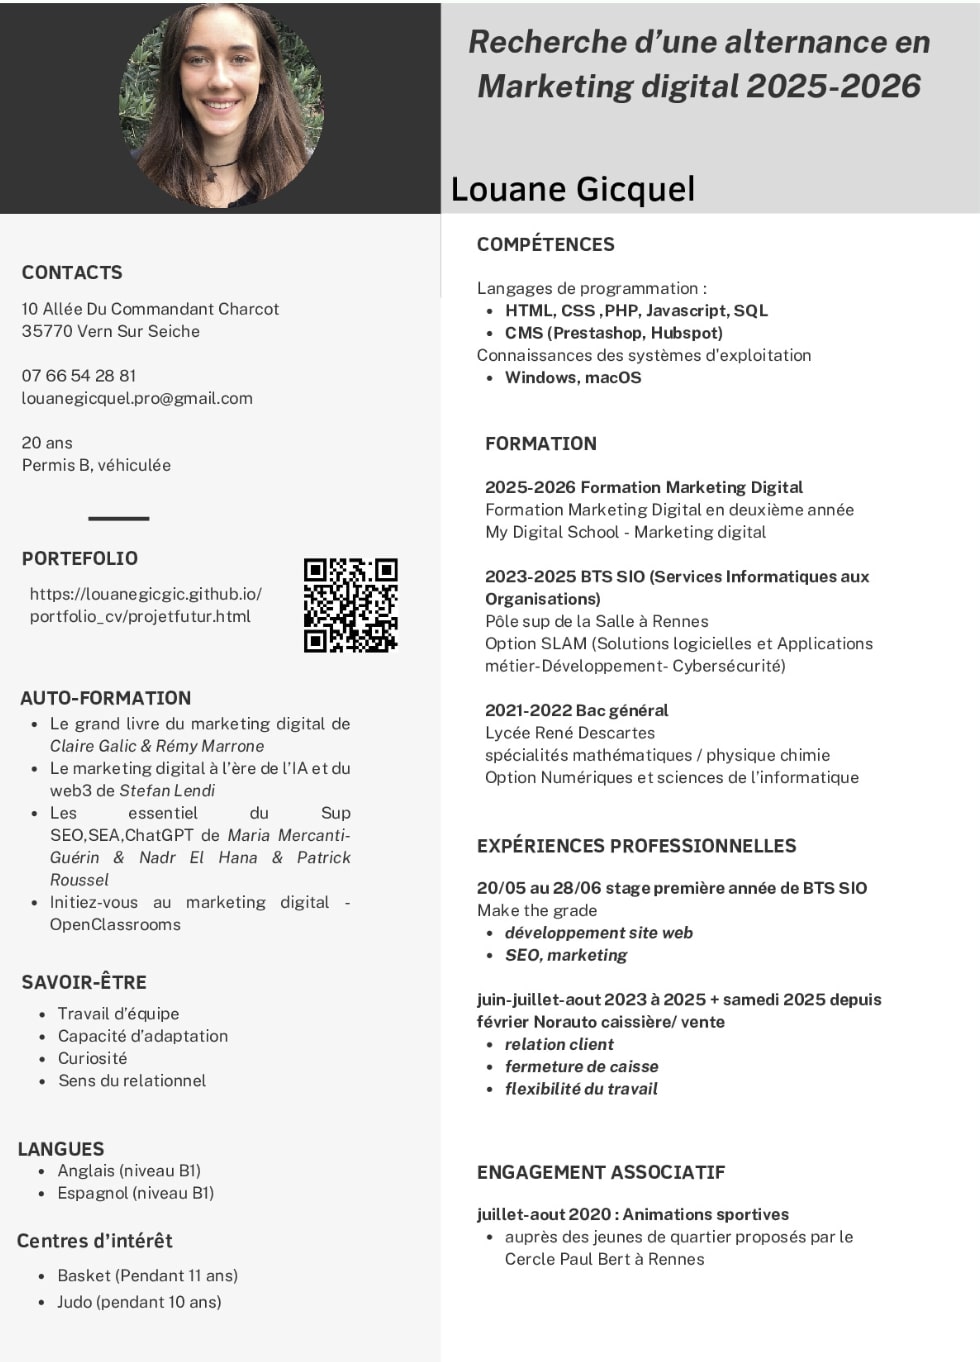 Recherche d'une alternance en
Marketing digital 2025-2026
Louane Gicquel
CONTACTS
10 Allée Du Commandant Charcot
35770 Vern Sur Seiche
07 66 54 28 81
louanegicquel.pro@gmail.com
20 ans
Permis B, véhiculée
PORTEFOLIO
https://louanegicgic.github.io/
portfolio_cv/projetfutur.html
AUTO-FORMATION
• Le grand livre du marketing digital de
Claire Galic & Rémy Marrone
• Le marketing digital à l'ère de l'IA et du
web3 de Stefan Lendi
• Les essentiel du Sup
SEO,SEA,ChatGPT de Maria Mercanti-
Guérin & Nadr El Hana & Patrick
Roussel
• Initiez-vous au marketing digital -
OpenClassrooms
SAVOIR-ÊTRE
• Travail d'équipe
• Capacité d'adaptation
• Curiosité
• Sens du relationnel
LANGUES
• Anglais (niveau B1)
• Espagnol (niveau B1)
Centres d'intérêt
• Basket (Pendant 11 ans)
• Judo (pendant 10 ans)
COMPÉTENCES
Langages de programmation :
• HTML, CSS ,PHP, Javascript, SQL
• CMS (Prestashop, Hubspot)
Connaissances des systèmes d'exploitation
• Windows, macOS
FORMATION
2025-2026 Formation Marketing Digital
Formation Marketing Digital en deuxième année
My Digital School - Marketing digital
2023-2025 BTS SIO (Services Informatiques aux
Organisations)
Pôle sup de la Salle à Rennes
Option SLAM (Solutions logicielles et Applications
métier-Développement- Cybersécurité)
2021-2022 Bac général
Lycée René Descartes
spécialités mathématiques / physique chimie
Option Numériques et sciences de l'informatique
EXPÉRIENCES PROFESSIONNELLES
20/05 au 28/06 stage première année de BTS SIO
Make the grade
• développement site web
• SEO, marketing
juin-juillet-aout 2023 à 2025 + samedi 2025 depuis
février Norauto caissière/ vente
• relation client
• fermeture de caisse
• flexibilité du travail
ENGAGEMENT ASSOCIATIF
juillet-aout 2020 : Animations sportives
• auprès des jeunes de quartier proposés par le
Cercle Paul Bert à Rennes